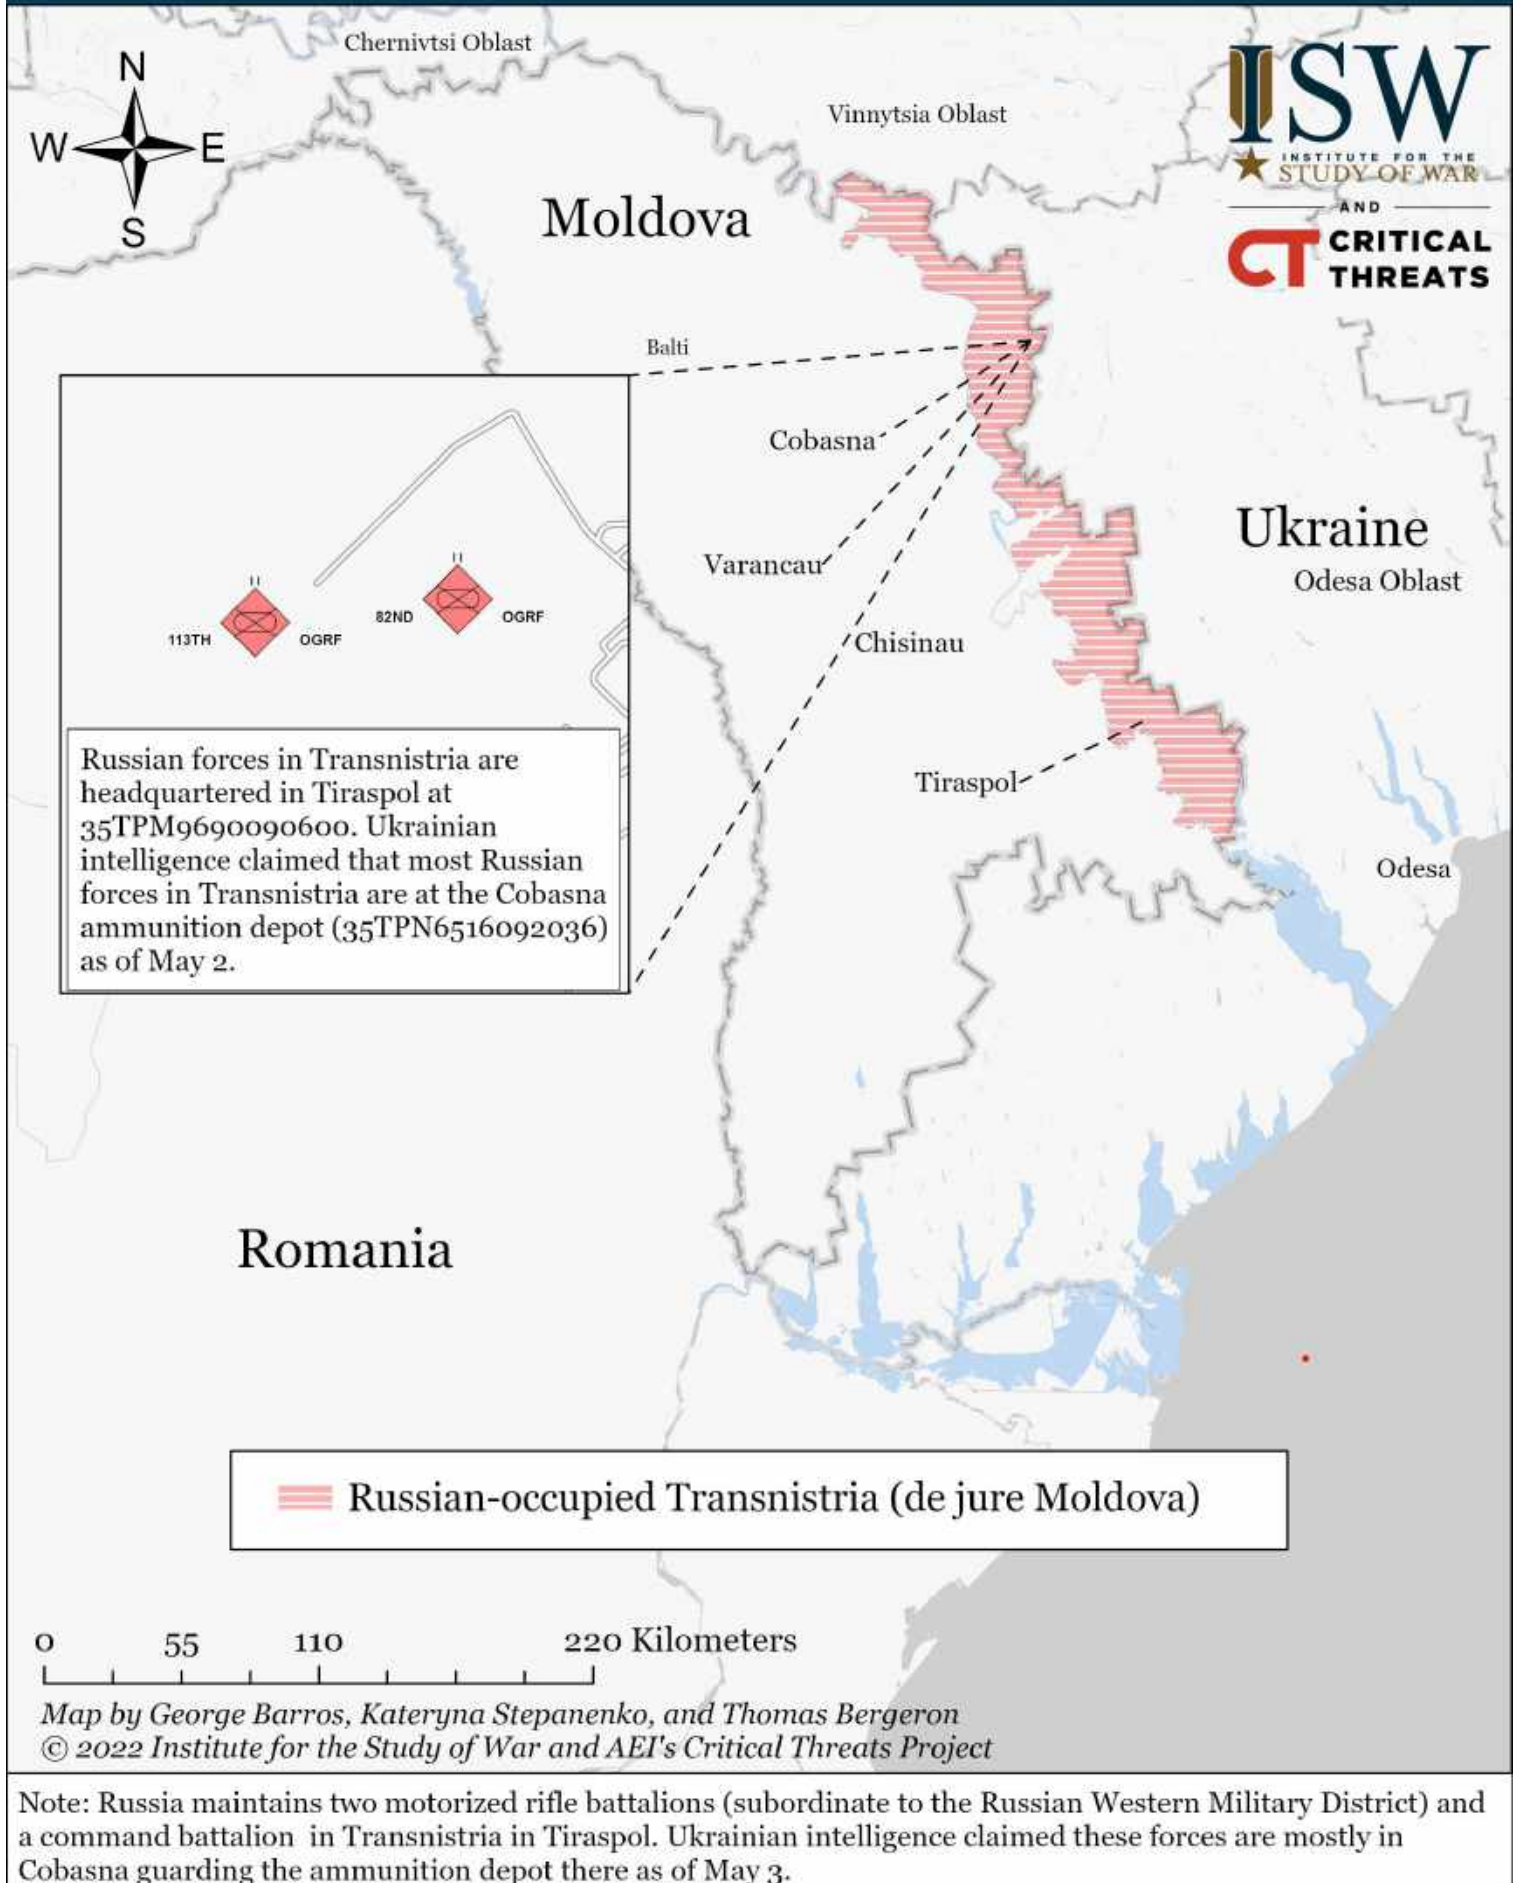 Chernivtsi Oblast
N
W
E
S
Vinnytsia Oblast
ISW
INSTITUTE FOR THE
STUDY OF WAR
AND
CT CRITICAL
THREATS
Moldova
Balti
Cobasna
Varancau
Ukraine
Odesa Oblast
Chisinau
Tiraspol
Odesa
II
113TH
OGRF
II
82ND
OGRF
Russian forces in Transnistria are
headquartered in Tiraspol at
35TPM9690090600. Ukrainian
intelligence claimed that most Russian
forces in Transnistria are at the Cobasna
ammunition depot (35TPN6516092036)
as of May 2.
Romania
Russian-occupied Transnistria (de jure Moldova)
0 55 110 220 Kilometers
Map by George Barros, Kateryna Stepanenko, and Thomas Bergeron
© 2022 Institute for the Study of War and AEI's Critical Threats Project
Note: Russia maintains two motorized rifle battalions (subordinate to the Russian Western Military District) and
a command battalion in Transnistria in Tiraspol. Ukrainian intelligence claimed these forces are mostly in
Cobasna guarding the ammunition depot there as of May 3.